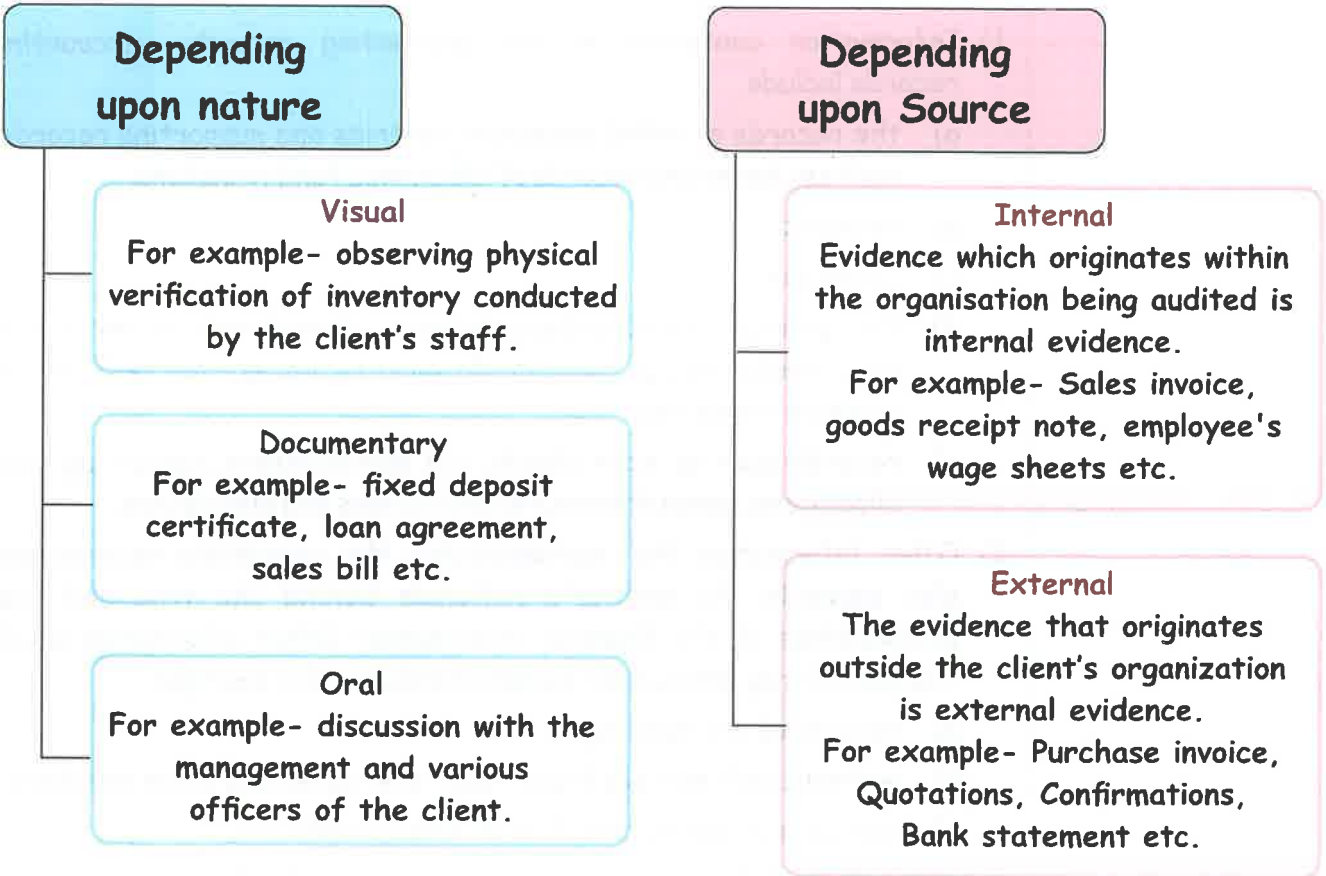 Depending
upon nature
Visual
For example- observing physical
verification of inventory conducted
by the client's staff.
Documentary
For example- fixed deposit
certificate, loan agreement,
sales bill etc.
Oral
For example- discussion with the
management and various
officers of the client.
Depending
upon Source
Internal
Evidence which originates within
the organisation being audited is
internal evidence.
For example- Sales invoice,
goods receipt note, employee's
wage sheets etc.
External
The evidence that originates
outside the client's organization
is external evidence.
For example- Purchase invoice,
Quotations, Confirmations,
Bank statement etc.